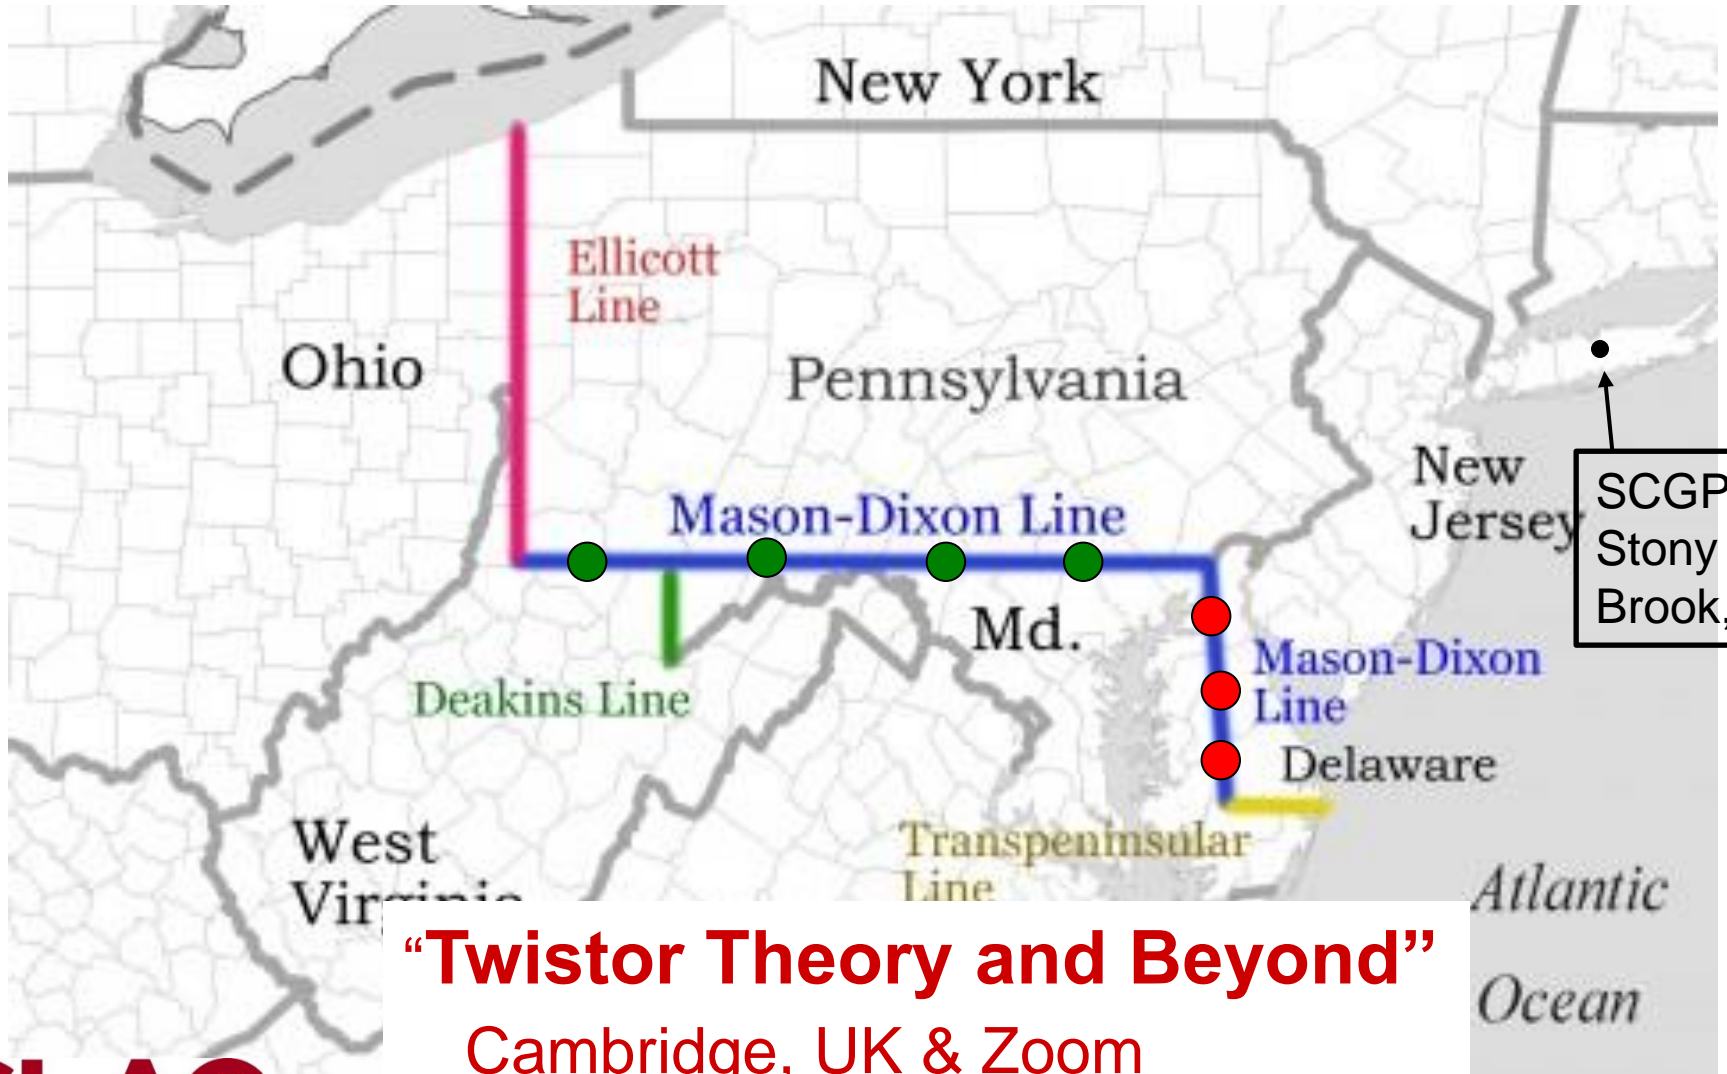 New York
Ellicott
Line
Ohio
Pennsylvania
New
Jersey
SCGP
Stony
Brook,
Mason-Dixon Line
Md.
Mason-Dixon
Line
Deakins Line
Delaware
West
Transpeninsular
Line
Atlantic
Ocean
“Twistor Theory and Beyond”
Cambridge, UK & Zoom